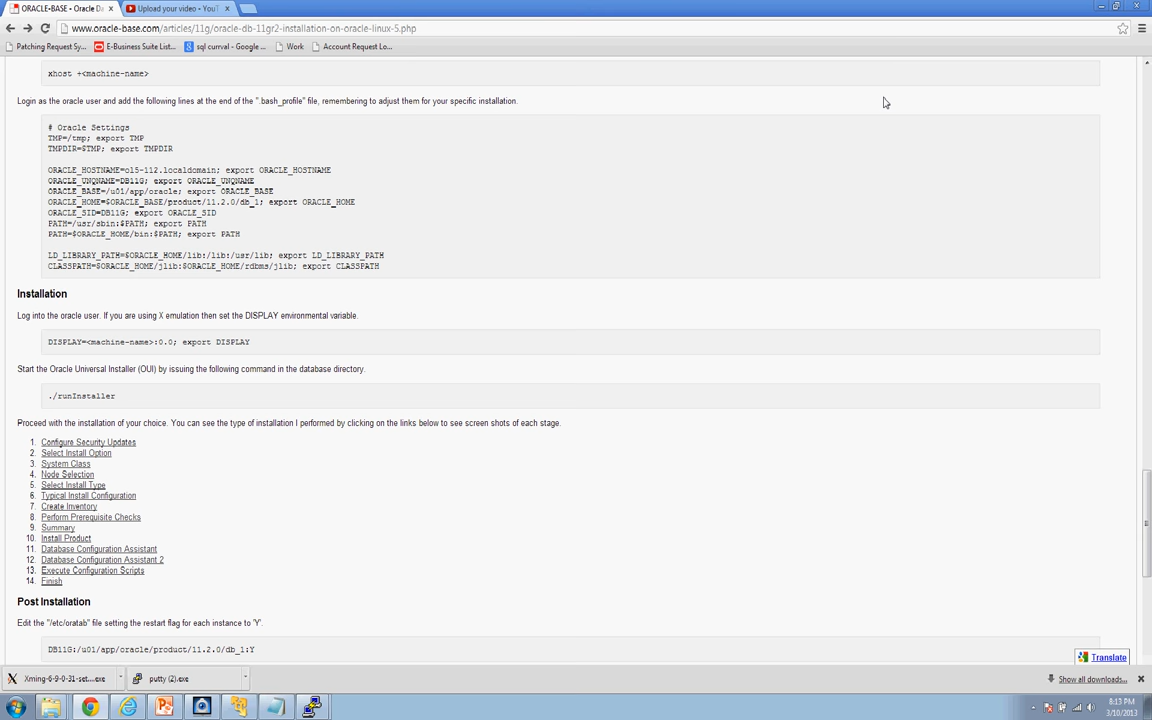 ORACLE-BASE - Oracle Da
Upload your video - YouT
www.oracle-base.com/articles/11g/oracle-db-11gr2-installation-on-oracle-linux-5.php
Patching Request Sy...
E-Business Suite List...
sql currval - Google ...
Work
Account Request Lo...
xhost +<machine-name>
Login as the oracle user and add the following lines at the end of the ".bash_profile" file, remembering to adjust them for your specific installation.
# Oracle Settings
TMP=/tmp; export TMP
TMPDIR=$TMP; export TMPDIR
ORACLE_HOSTNAME=ol5-112.localdomain; export ORACLE_HOSTNAME
ORACLE_UNQNAME=DB11G; export ORACLE_UNQNAME
ORACLE_BASE=/u01/app/oracle; export ORACLE_BASE
ORACLE_HOME=$ORACLE_BASE/product/11.2.0/db_1; export ORACLE_HOME
ORACLE_SID=DB11G; export ORACLE_SID
PATH=/usr/sbin:$PATH; export PATH
PATH=$ORACLE_HOME/bin:$PATH; export PATH
LD_LIBRARY_PATH=$ORACLE_HOME/lib:/lib:/usr/lib; export LD_LIBRARY_PATH
CLASSPATH=$ORACLE_HOME/jlib:$ORACLE_HOME/rdbms/jlib; export CLASSPATH
Installation
Log into the oracle user. If you are using X emulation then set the DISPLAY environmental variable.
DISPLAY=<machine-name>:0.0; export DISPLAY
Start the Oracle Universal Installer (OUI) by issuing the following command in the database directory.
./runInstaller
Proceed with the installation of your choice. You can see the type of installation I performed by clicking on the links below to see screen shots of each stage.
1. Configure Security Updates
2. Select Install Option
3. System Class
4. Node Selection
5. Select Install Type
6. Typical Install Configuration
7. Create Inventory
8. Perform Prerequisite Checks
9. Summary
10. Install Product
11. Database Configuration Assistant
12. Database Configuration Assistant 2
13. Execute Configuration Scripts
14. Finish
Post Installation
Edit the "/etc/oratab" file setting the restart flag for each instance to 'Y'.
DB11G:/u01/app/oracle/product/11.2.0/db_1:Y
Translate
Xming-6-9-0-31-set....exe
putty (2).exe
Show all downloads...
8:13 PM
3/10/2013